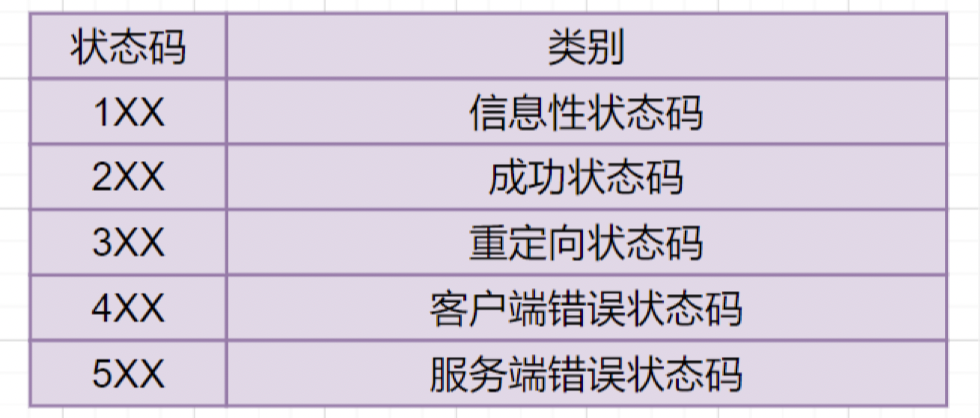 状态码 类别
1XX 信息性状态码
2XX 成功状态码
3XX 重定向状态码
4XX 客户端错误状态码
5XX 服务端错误状态码